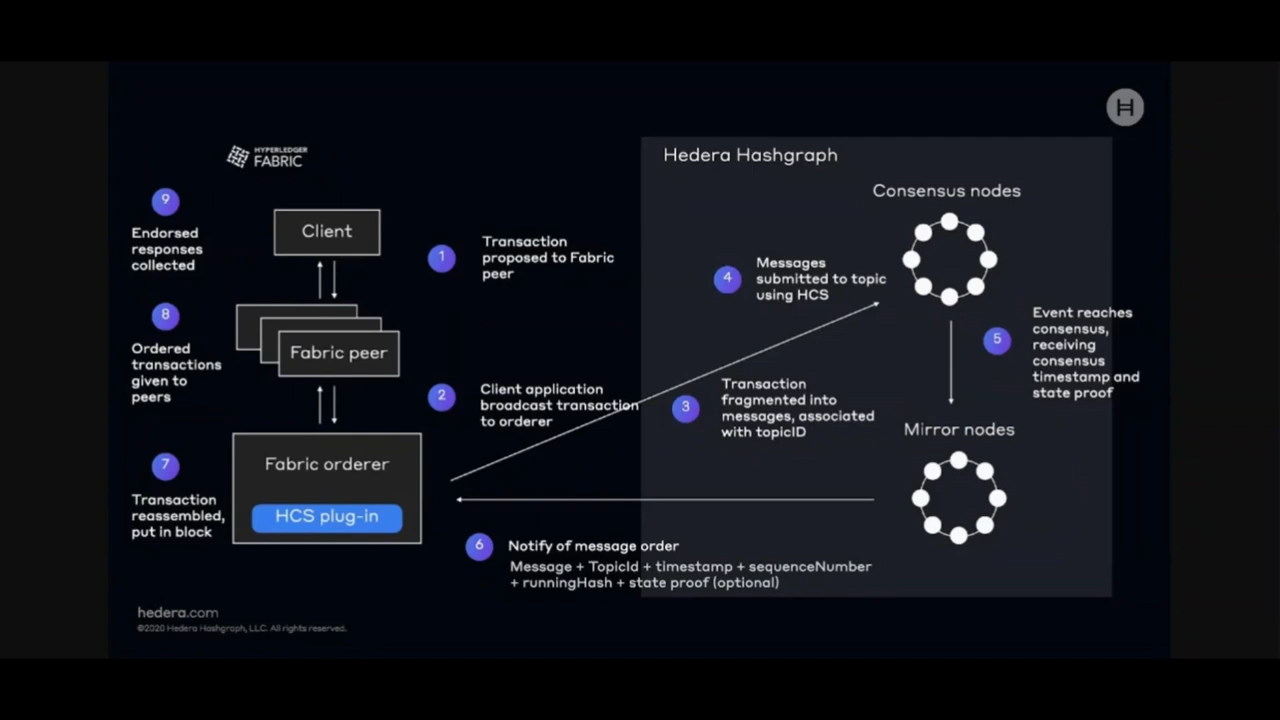 HYPERLEDGER
FABRIC
Hedera Hashgraph
Consensus nodes
9
Endorsed
responses
collected
Client
1
Transaction
proposed to Fabric
peer
4
Messages
submitted to topic
using HCS
8
Ordered
transactions
given to
peers
Fabric peer
5
Event reaches
consensus,
receiving
consensus
timestamp and
state proof
2
Client application
broadcast transaction
to orderer
3
Transaction
fragmented into
messages, associated
with topicID
Mirror nodes
7
Transaction
reassembled,
put in block
Fabric orderer
HCS plug-in
6
Notify of message order
Message + TopicId + timestamp + sequenceNumber
+ runningHash + state proof (optional)
hedera.com
©2020 Hedera Hashgraph, LLC. All rights reserved.